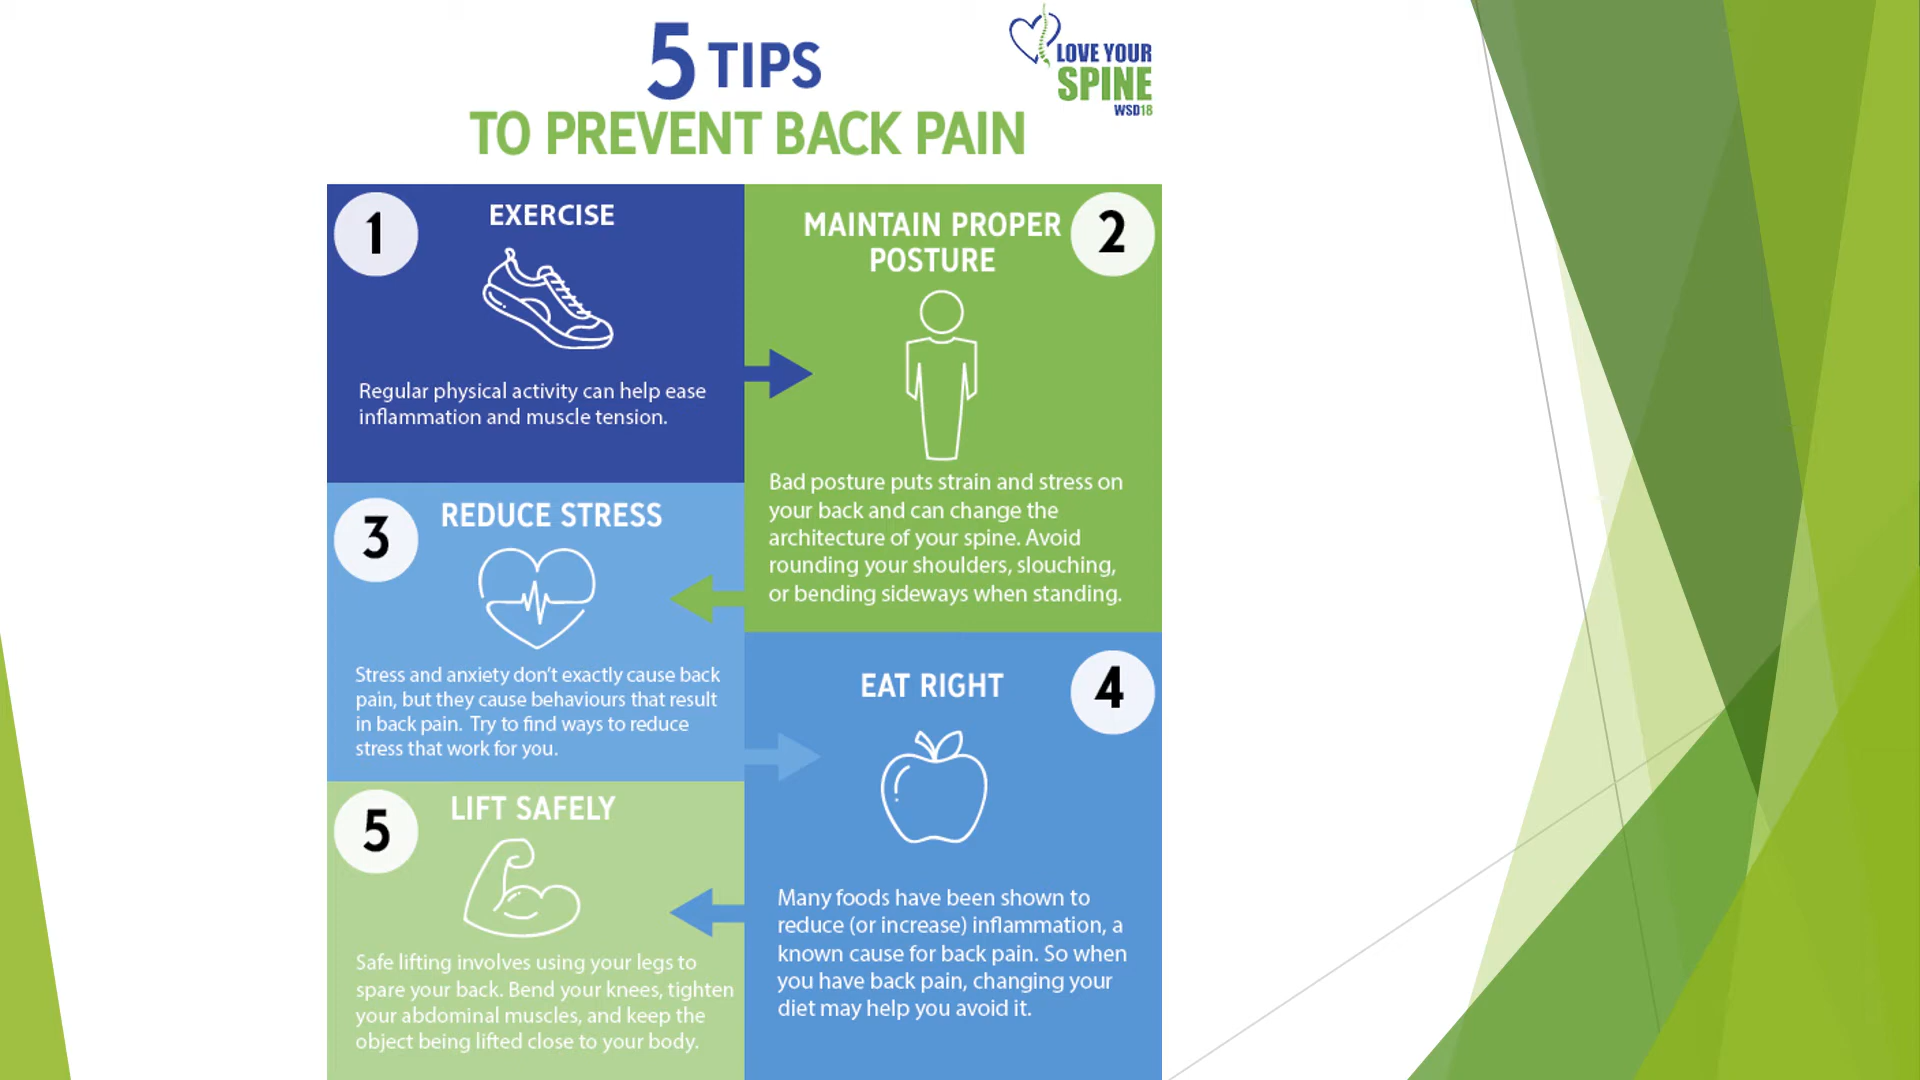 5 TIPS
TO PREVENT BACK PAIN
LOVE YOUR
SPINE
WSD18
1
EXERCISE
Regular physical activity can help ease
inflammation and muscle tension.
2
MAINTAIN PROPER
POSTURE
Bad posture puts strain and stress on
your back and can change the
architecture of your spine. Avoid
rounding your shoulders, slouching,
or bending sideways when standing.
3
REDUCE STRESS
Stress and anxiety don't exactly cause back
pain, but they cause behaviours that result
in back pain. Try to find ways to reduce
stress that work for you.
4
EAT RIGHT
Many foods have been shown to
reduce (or increase) inflammation, a
known cause for back pain. So when
you have back pain, changing your
diet may help you avoid it.
5
LIFT SAFELY
Safe lifting involves using your legs to
spare your back. Bend your knees, tighten
your abdominal muscles, and keep the
object being lifted close to your body.